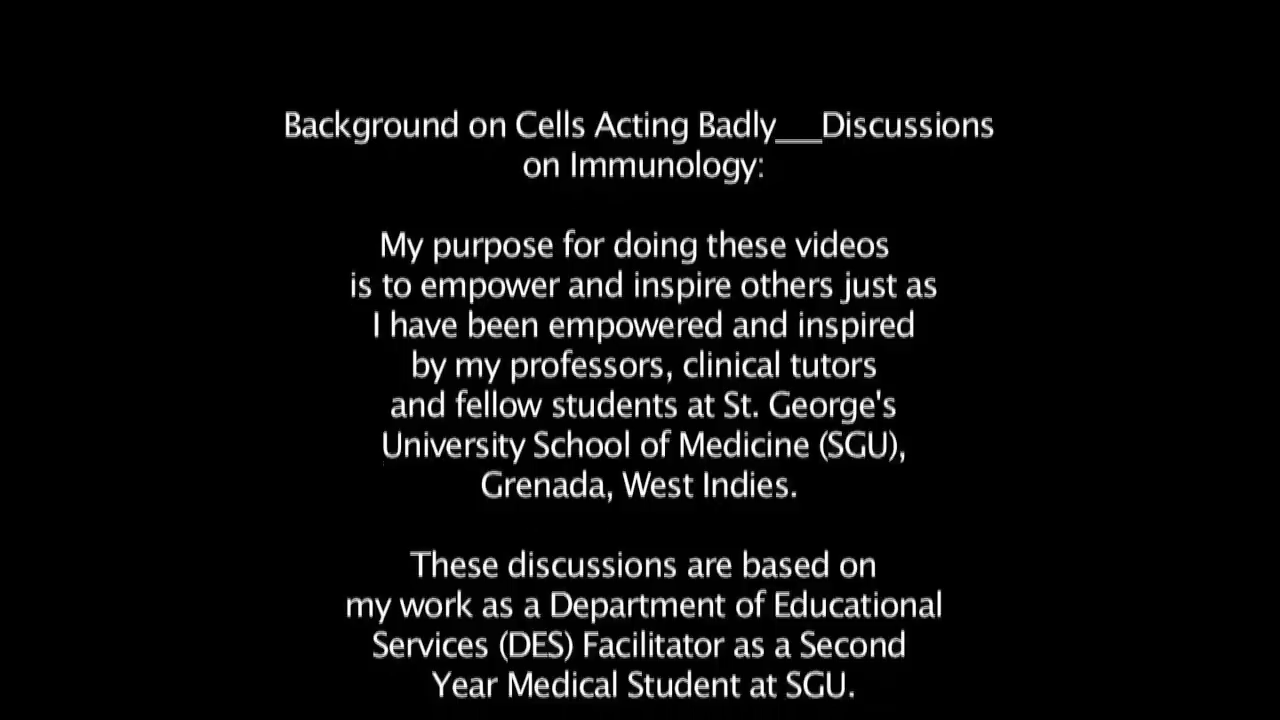 Background on Cells Acting Badly___Discussions
on Immunology:
My purpose for doing these videos
is to empower and inspire others just as
I have been empowered and inspired
by my professors, clinical tutors
and fellow students at St. George's
University School of Medicine (SGU),
Grenada, West Indies.
These discussions are based on
my work as a Department of Educational
Services (DES) Facilitator as a Second
Year Medical Student at SGU.